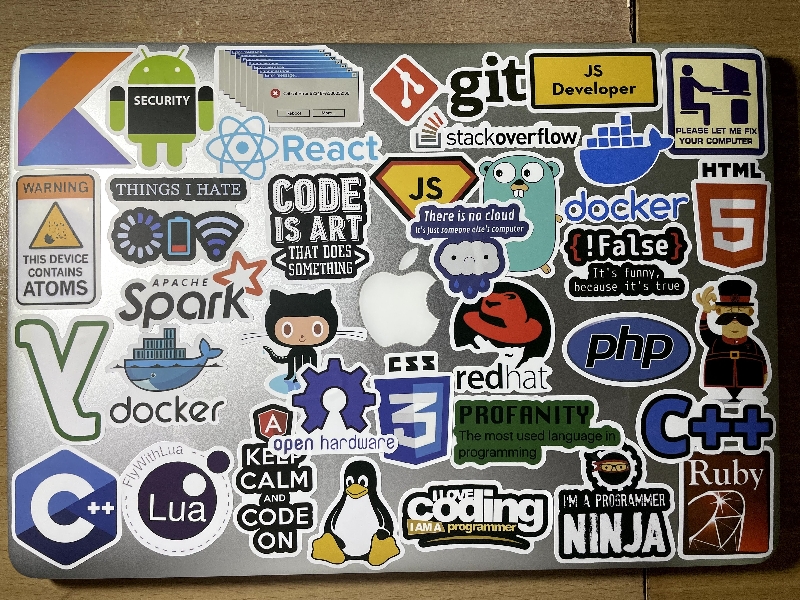 SECURITY
Reboot
git
JS
Developer
PLEASE LET ME FIX
YOUR COMPUTER
React
stackoverflow
docker
HTML
5
WARNING
THIS DEVICE
CONTAINS
ATOMS
THINGS I HATE
CODE
IS ART
<THAT DOES>
SOMETHING
JS
There is no cloud
it's just someone else's computer
{!False}
It's funny,
because it's true
APACHE
Spark
docker
redhat
php
CSS
3
open hardware
A
PROFANITY
The most used language in
programming
C++
C++
FlyWithLua
Lua
KEEP
CALM
AND
CODE
ON
I LOVE
coding
I AM A programmer
I'M A PROGRAMMER
NINJA
Ruby